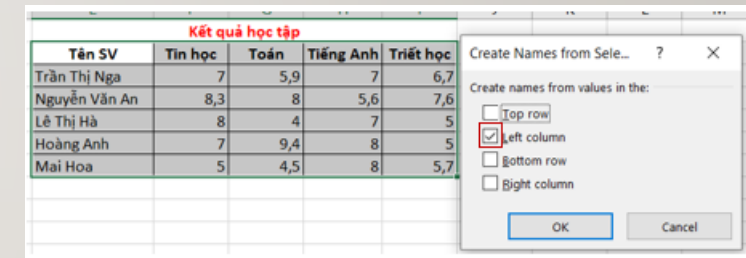 Kết quả học tập
Tên SV Tin học Toán Tiếng Anh Triết học
Trần Thị Nga 7 5,9 7 6,7
Nguyễn Văn An 8,3 8 5,6 7,6
Lê Thị Hà 8 4 7 5
Hoàng Anh 7 9,4 8 5
Mai Hoa 5 4,5 8 5,7
Create Names from Sele... ? ×
Create names from values in the:
Top row
Left column
Bottom row
Right column
OK Cancel